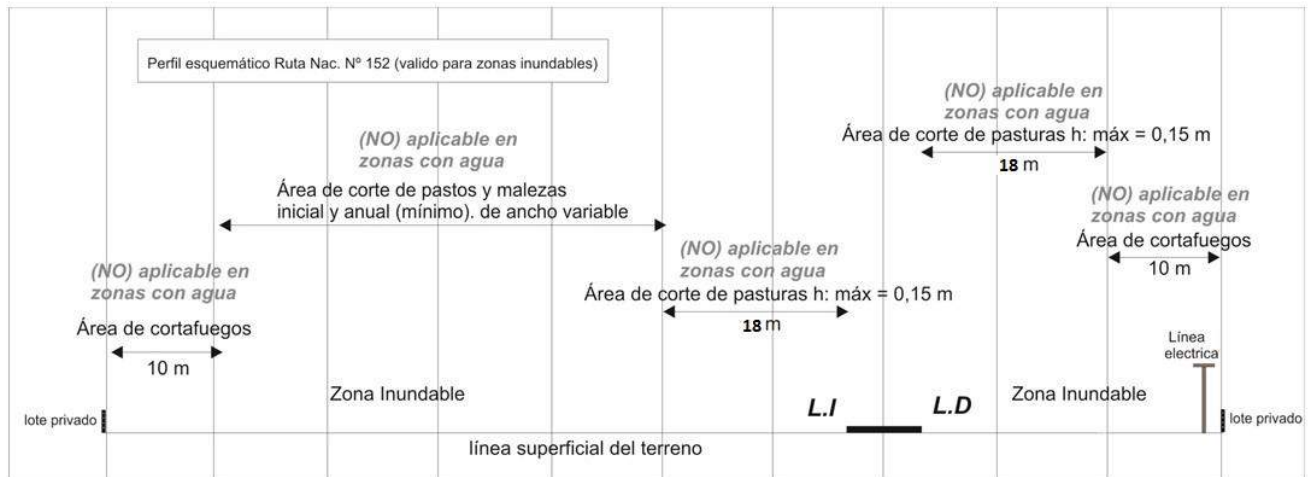 Perfil esquemático Ruta Nac. Nº 152 (valido para zonas inundables)
(NO) aplicable en
zonas con agua
Área de corte de pasturas h: máx = 0,15 m
18 m
(NO) aplicable en
zonas con agua
Área de corte de pastos y malezas
inicial y anual (mínimo). de ancho variable
(NO) aplicable en
zonas con agua
Área de cortafuegos
10 m
(NO) aplicable en
zonas con agua
Área de corte de pasturas h: máx = 0,15 m
18 m
(NO) aplicable en
zonas con agua
Área de cortafuegos
10 m
Línea
electrica
Zona Inundable
L.I
L.D
Zona Inundable
lote privado
lote privado
línea superficial del terreno